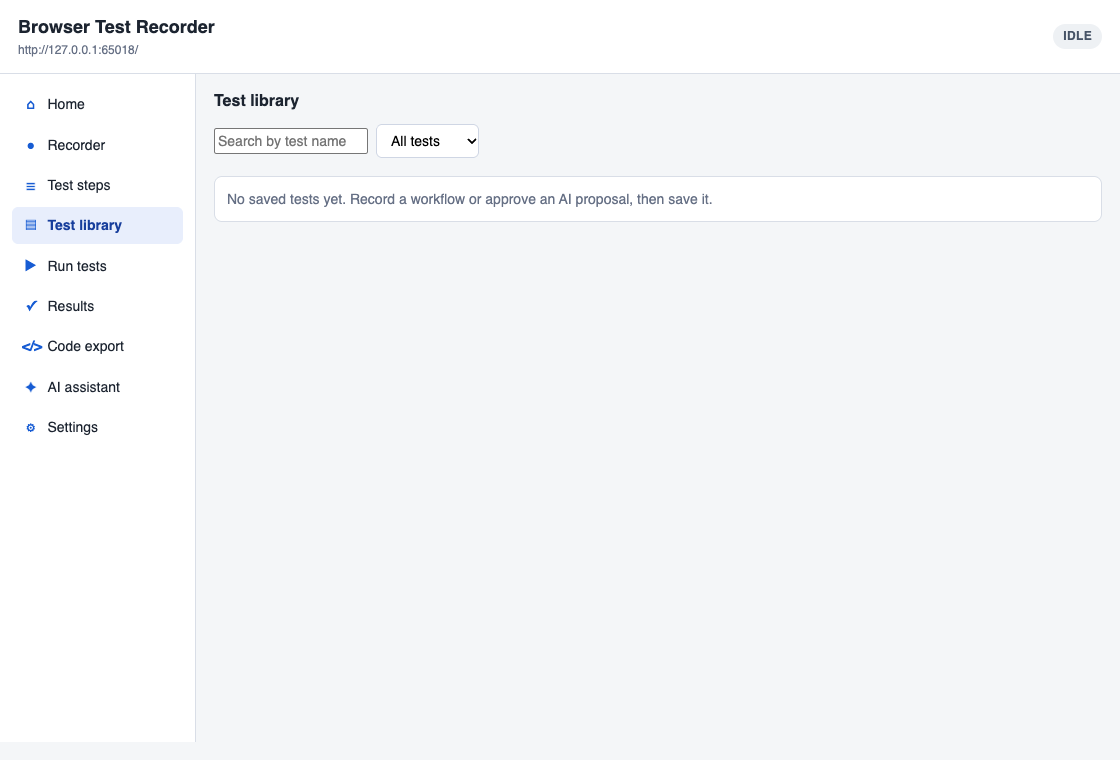 Browser Test Recorder
http://127.0.0.1:65018/
IDLE
Home
Recorder
Test steps
Test library
Run tests
Results
</> Code export
AI assistant
Settings
Test library
Search by test name
All tests
No saved tests yet. Record a workflow or approve an AI proposal, then save it.